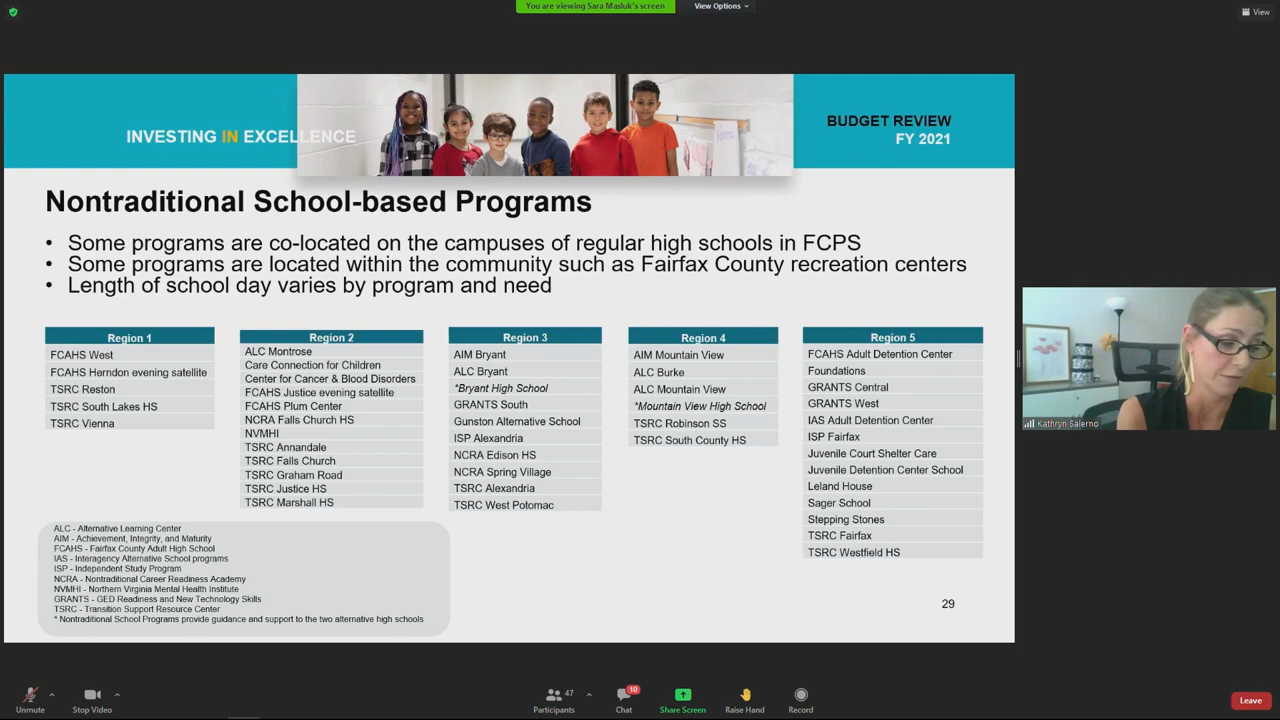 You are viewing Sara Masluk's screen
View Options
View
INVESTING IN EXCELLENCE
BUDGET REVIEW
FY 2021
Nontraditional School-based Programs
• Some programs are co-located on the campuses of regular high schools in FCPS
• Some programs are located within the community such as Fairfax County recreation centers
• Length of school day varies by program and need
Region 1
FCAHS West
FCAHS Herndon evening satellite
TSRC Reston
TSRC South Lakes HS
TSRC Vienna
Region 2
ALC Montrose
Care Connection for Children
Center for Cancer & Blood Disorders
FCAHS Justice evening satellite
FCAHS Plum Center
NCRA Falls Church HS
NVMHI
TSRC Annandale
TSRC Falls Church
TSRC Graham Road
TSRC Justice HS
TSRC Marshall HS
Region 3
AIM Bryant
ALC Bryant
*Bryant High School
GRANTS South
Gunston Alternative School
ISP Alexandria
NCRA Edison HS
NCRA Spring Village
TSRC Alexandria
TSRC West Potomac
Region 4
AIM Mountain View
ALC Burke
ALC Mountain View
*Mountain View High School
TSRC Robinson SS
TSRC South County HS
Region 5
FCAHS Adult Detention Center
Foundations
GRANTS Central
GRANTS West
IAS Adult Detention Center
ISP Fairfax
Juvenile Court Shelter Care
Juvenile Detention Center School
Leland House
Sager School
Stepping Stones
TSRC Fairfax
TSRC Westfield HS
ALC - Alternative Learning Center
AIM - Achievement, Integrity, and Maturity
FCAHS - Fairfax County Adult High School
IAS - Interagency Alternative School programs
ISP - Independent Study Program
NCRA - Nontraditional Career Readiness Academy
NVMHI - Northern Virginia Mental Health Institute
GRANTS - GED Readiness and New Technology Skills
TSRC - Transition Support Resource Center
* Nontraditional School Programs provide guidance and support to the two alternative high schools
29
Kathryn Salerno
Unmute
Stop Video
47
Participants
10
Chat
Share Screen
Raise Hand
Record
Leave